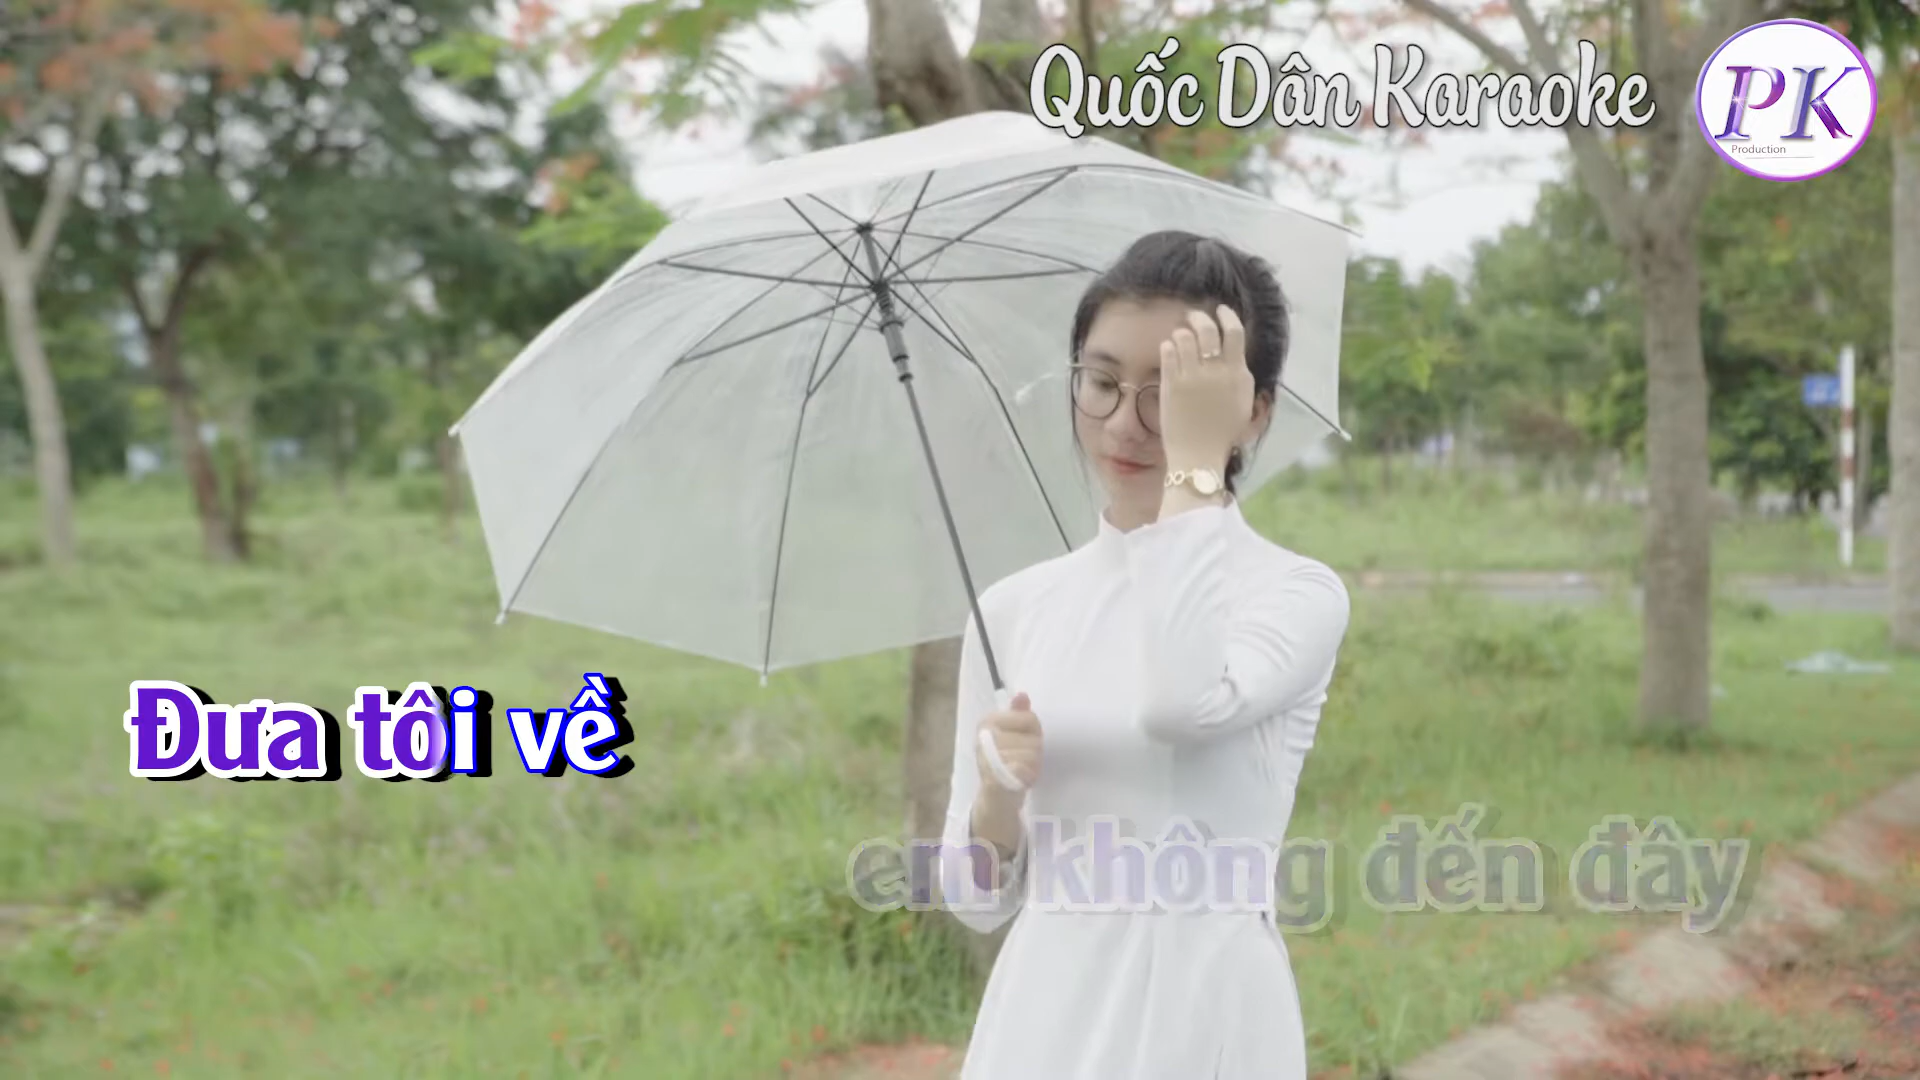 Quốc Dân Karaoke
PK
Production
Đưa tôi về
em không đến đây